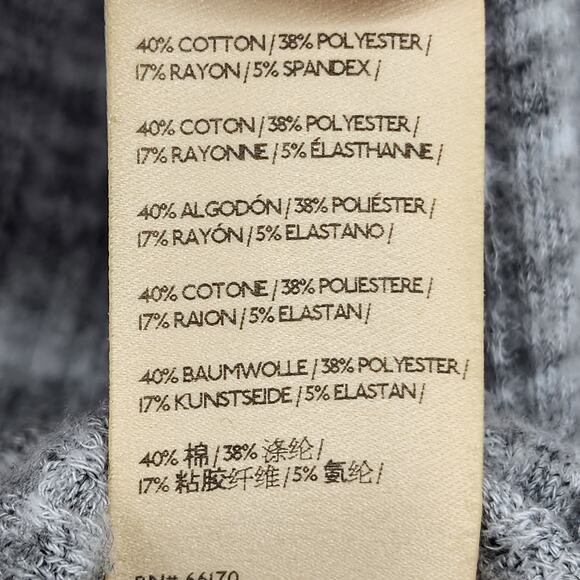 40% COTTON / 38% POLYESTER /
17% RAYON / 5% SPANDEX /
40% COTON / 38% POLYESTER /
17% RAYONNE / 5% ÉLASTHANNE /
40% ALGODÓN / 38% POLIÉSTER /
17% RAYÓN / 5% ELASTANO /
40% COTONE / 38% POLIESTERE /
17% RAION / 5% ELASTAN /
40% BAUMWOLLE / 38% POLYESTER /
17% KUNSTSEIDE / 5% ELASTAN /
40% 棉 / 38% 涤纶 /
17% 粘胶纤维 / 5% 氨纶 /
RN# 66170